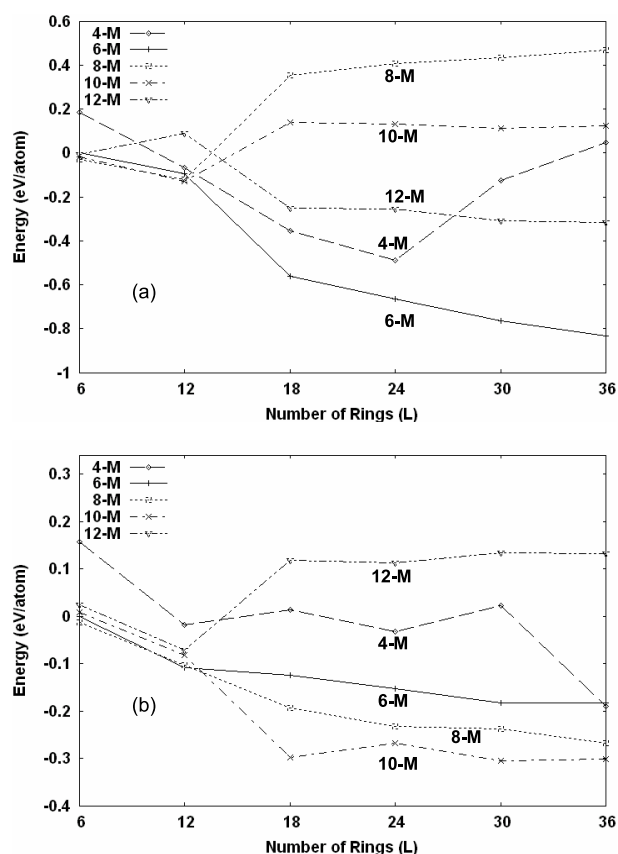 4-M
6-M
8-M
10-M
12-M
0.6
0.4
0.2
0
-0.2
-0.4
-0.6
-0.8
-1
Energy (eV/atom)
8-M
10-M
12-M
4-M
6-M
(a)
6 12 18 24 30 36
Number of Rings (L)
4-M
6-M
8-M
10-M
12-M
0.3
0.2
0.1
0
-0.1
-0.2
-0.3
-0.4
Energy (eV/atom)
12-M
4-M
6-M
8-M
10-M
(b)
6 12 18 24 30 36
Number of Rings (L)